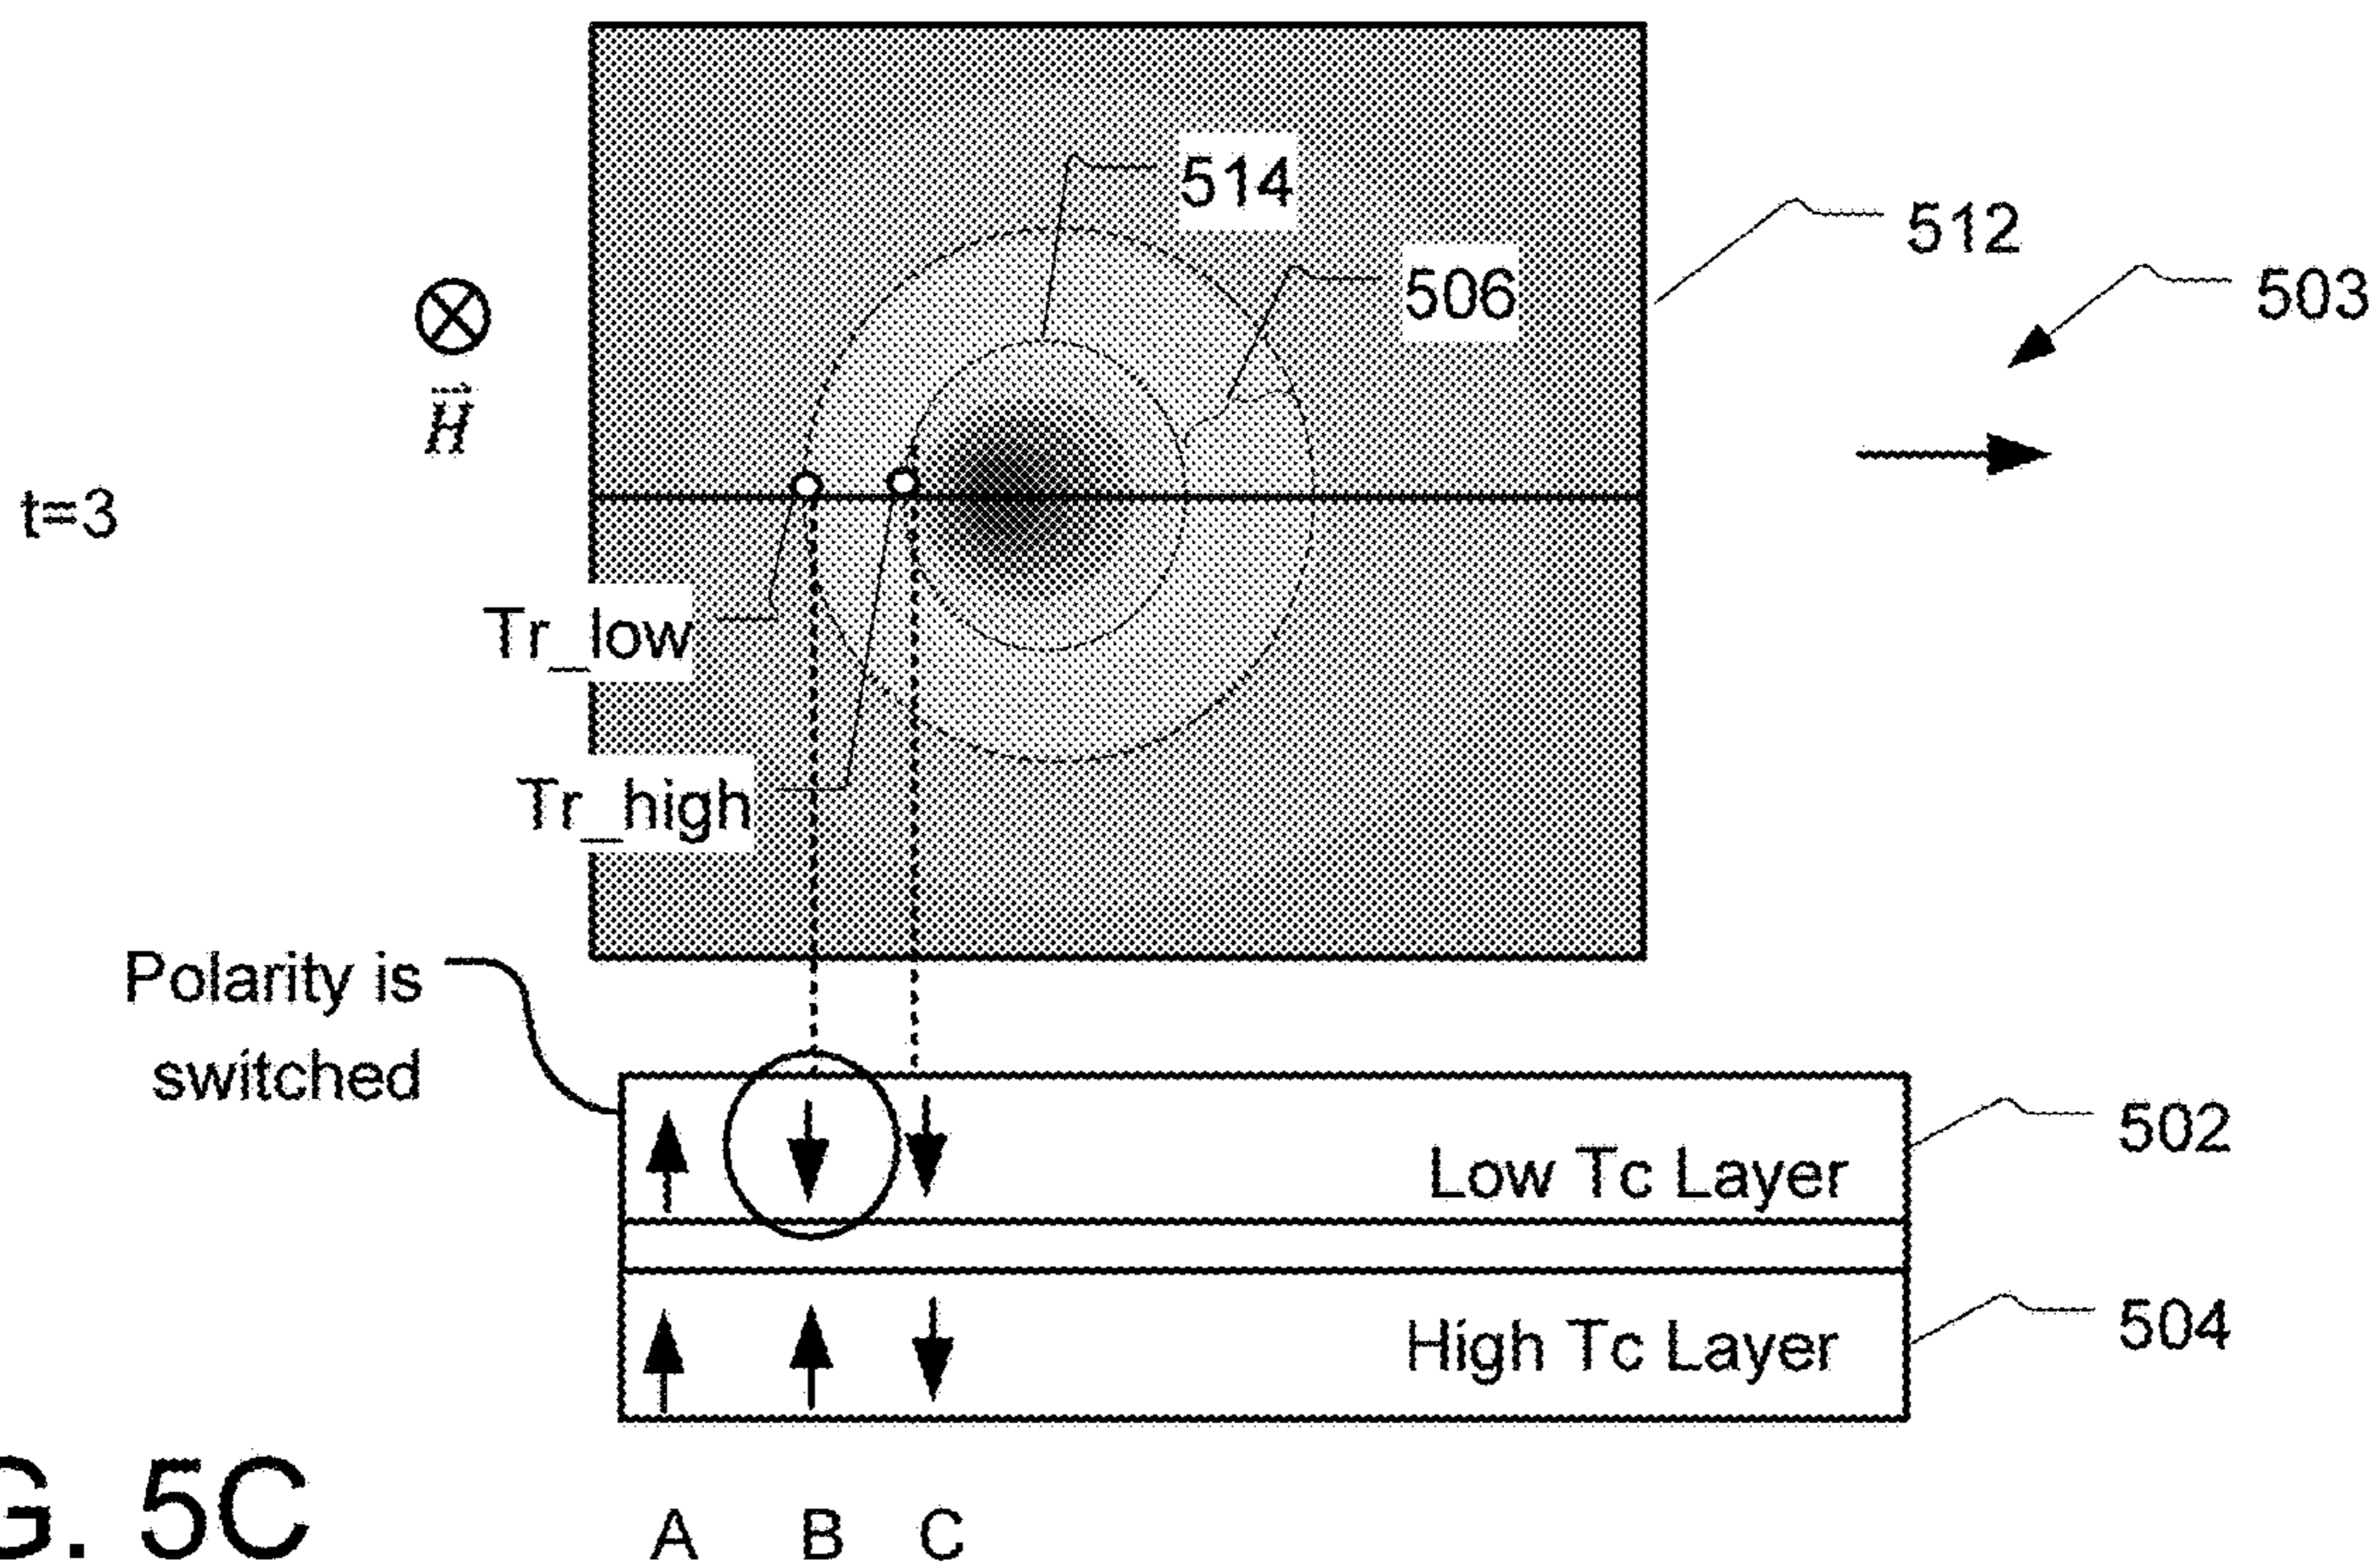 514
512
506
503
H
t=3
Tr_low
Tr_high
Polarity is
switched
502
Low Tc Layer
504
High Tc Layer
G. 5C
A B C